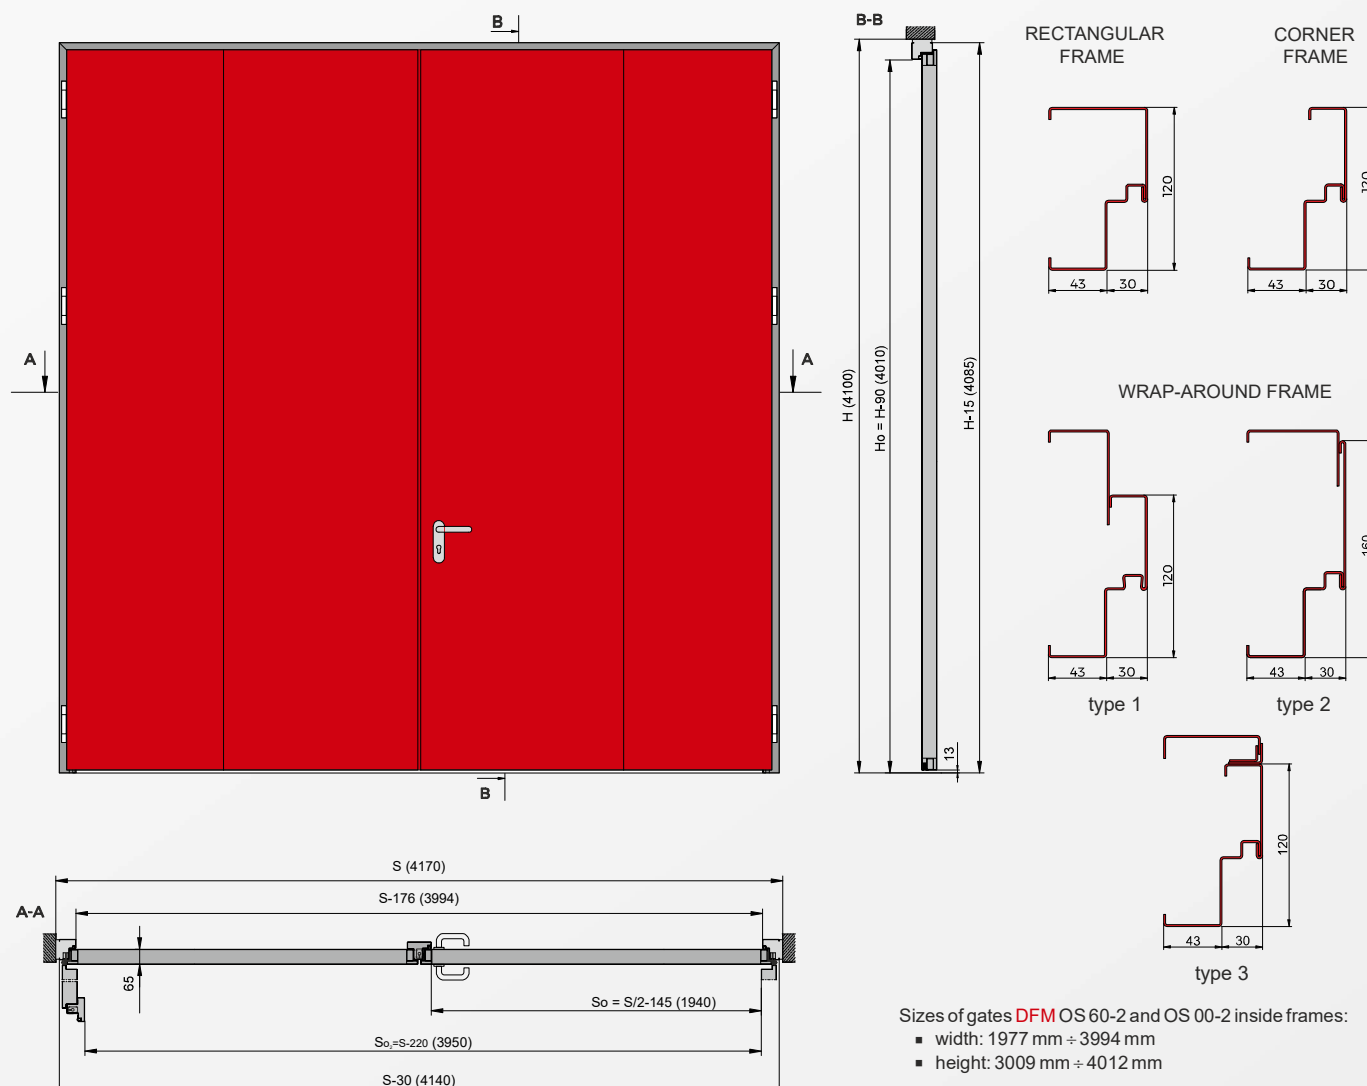 B
B-B
RECTANGULAR
FRAME
CORNER
FRAME
120
43
30
120
43
30
A
A
H (4100)
Ho = H-90 (4010)
H-15 (4085)
13
WRAP-AROUND FRAME
120
43
30
type 1
160
43
30
type 2
B
120
43
30
type 3
A-A
S (4170)
S-176 (3994)
65
So = S/2-145 (1940)
So₂=S-220 (3950)
S-30 (4140)
Sizes of gates DFM OS 60-2 and OS 00-2 inside frames:
▪ width: 1977 mm ÷ 3994 mm
▪ height: 3009 mm ÷ 4012 mm